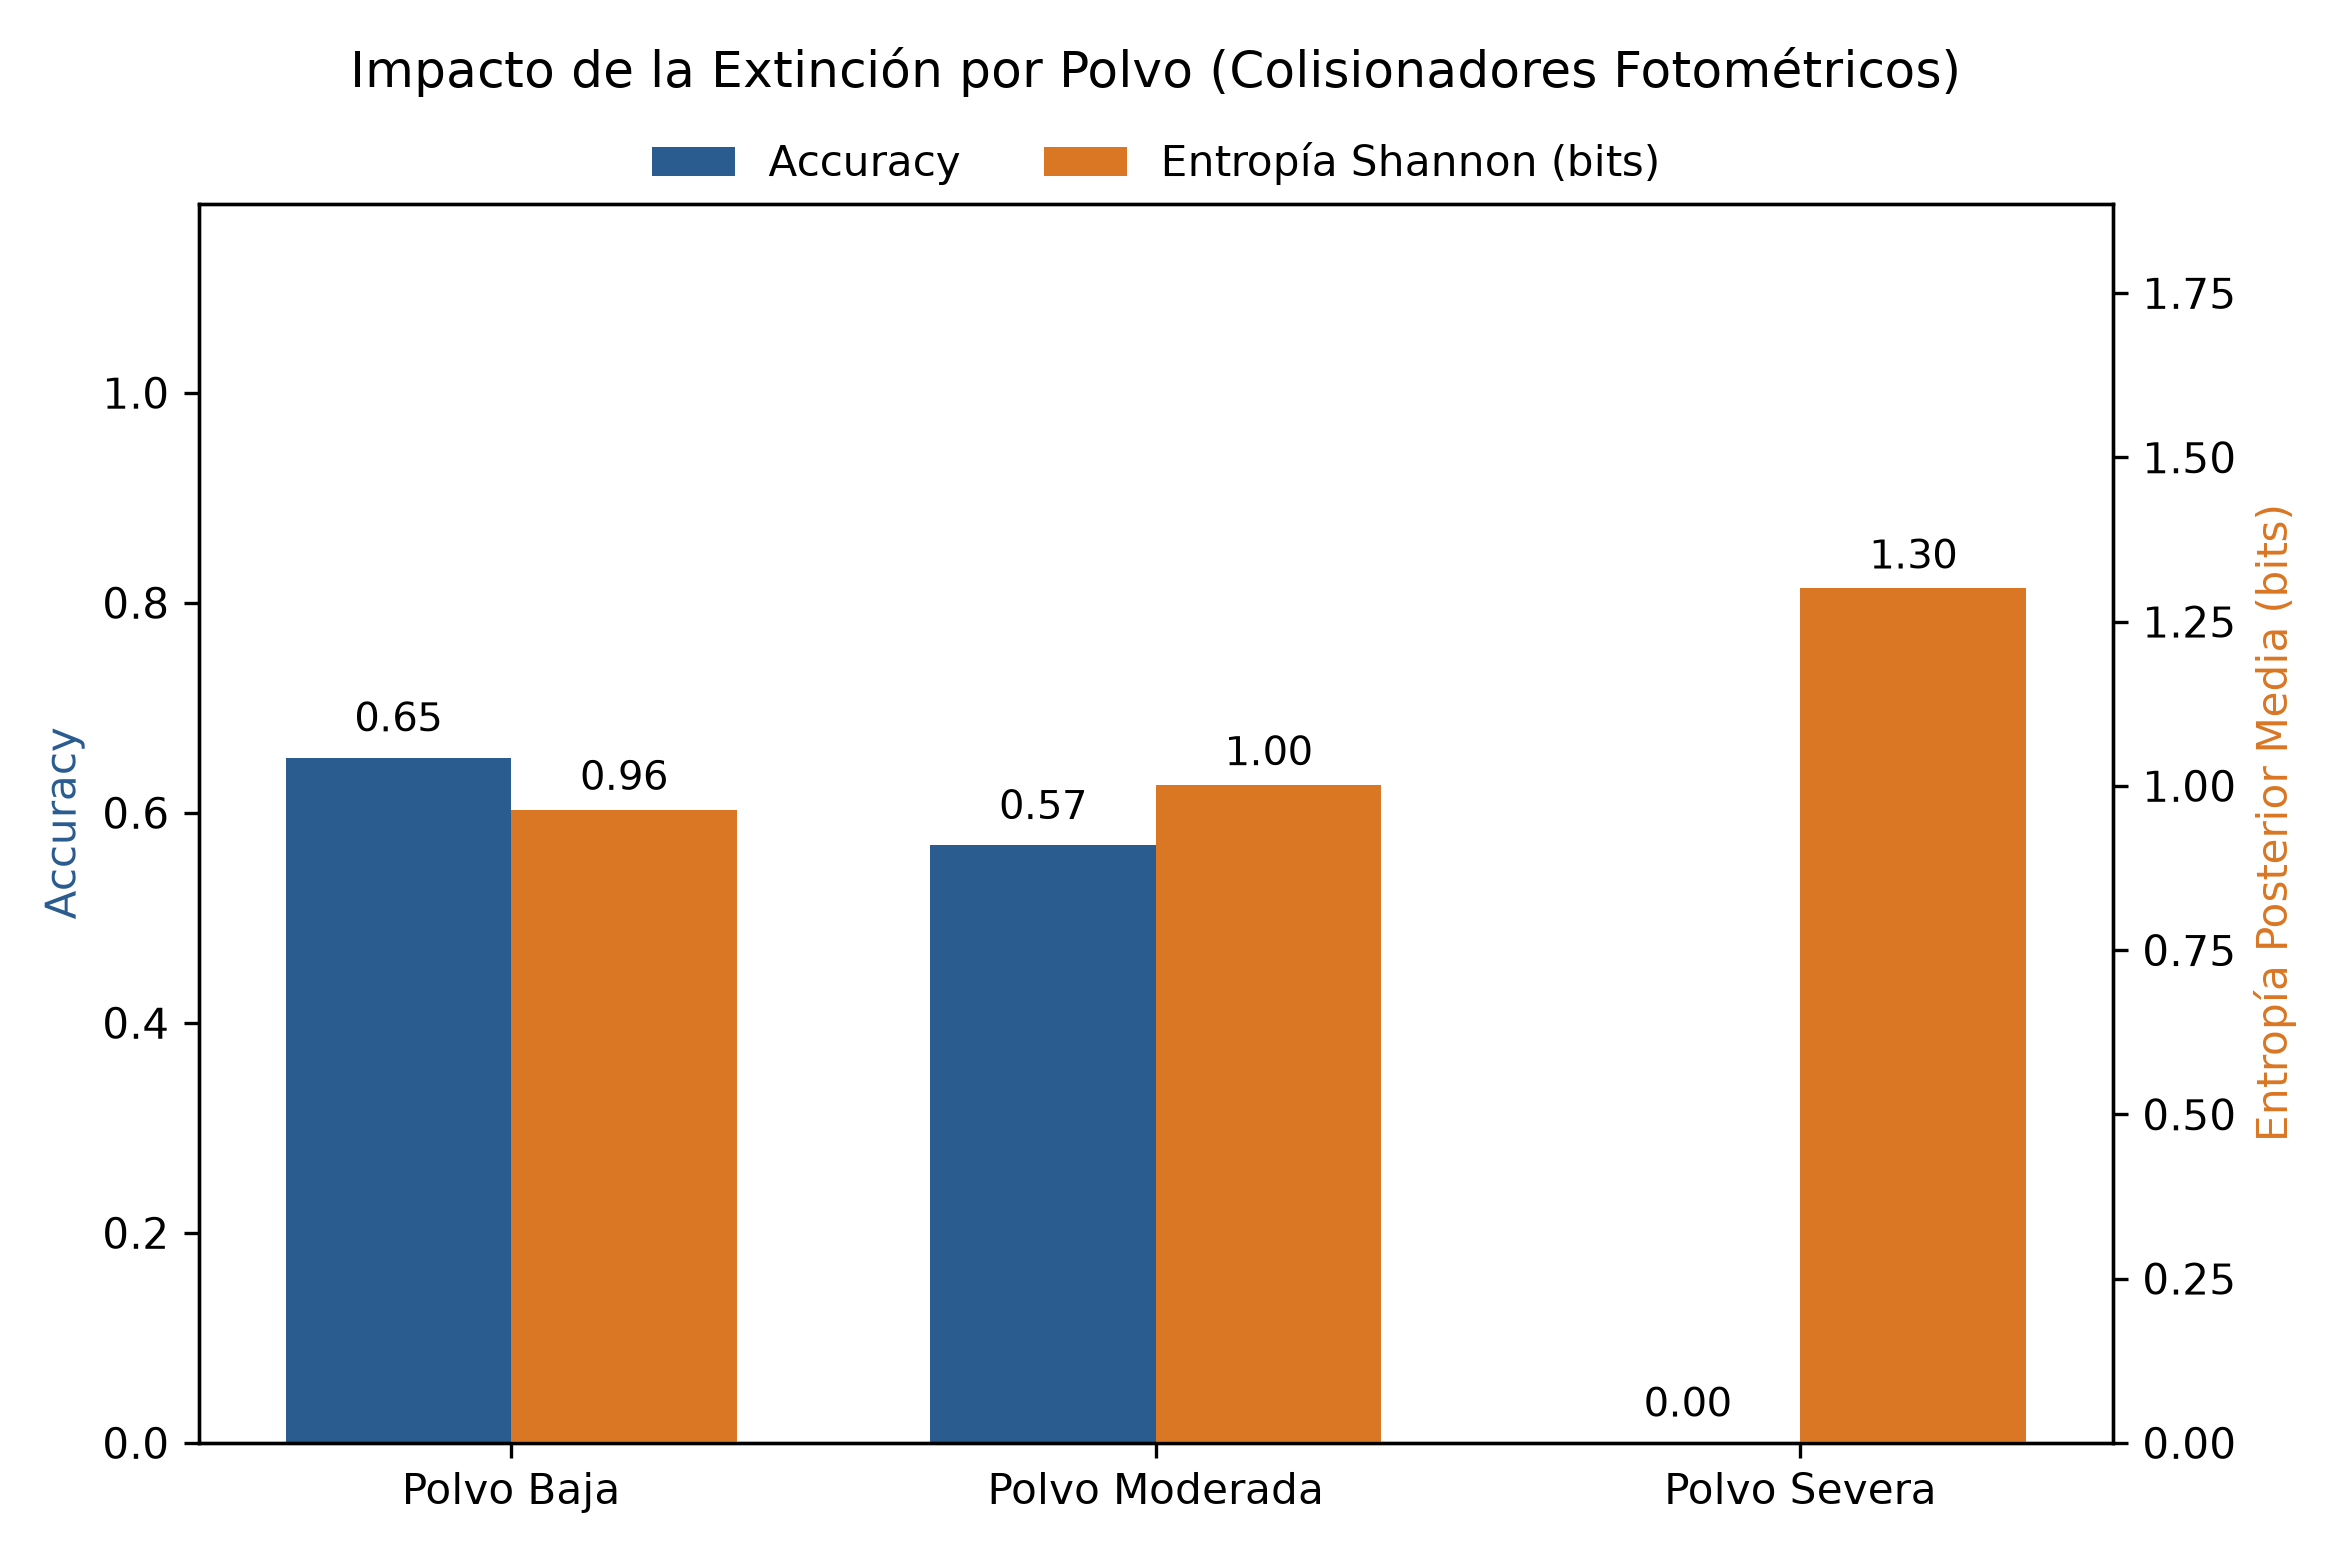 Impacto de la Extinción por Polvo (Colisionadores Fotométricos)
Accuracy
Entropía Shannon (bits)
Accuracy
1.0
0.8
0.6
0.4
0.2
0.0
0.65
0.96
0.57
1.00
0.00
1.30
1.75
1.50
1.25
1.00
0.75
0.50
0.25
0.00
Entropía Posterior Media (bits)
Polvo Baja
Polvo Moderada
Polvo Severa